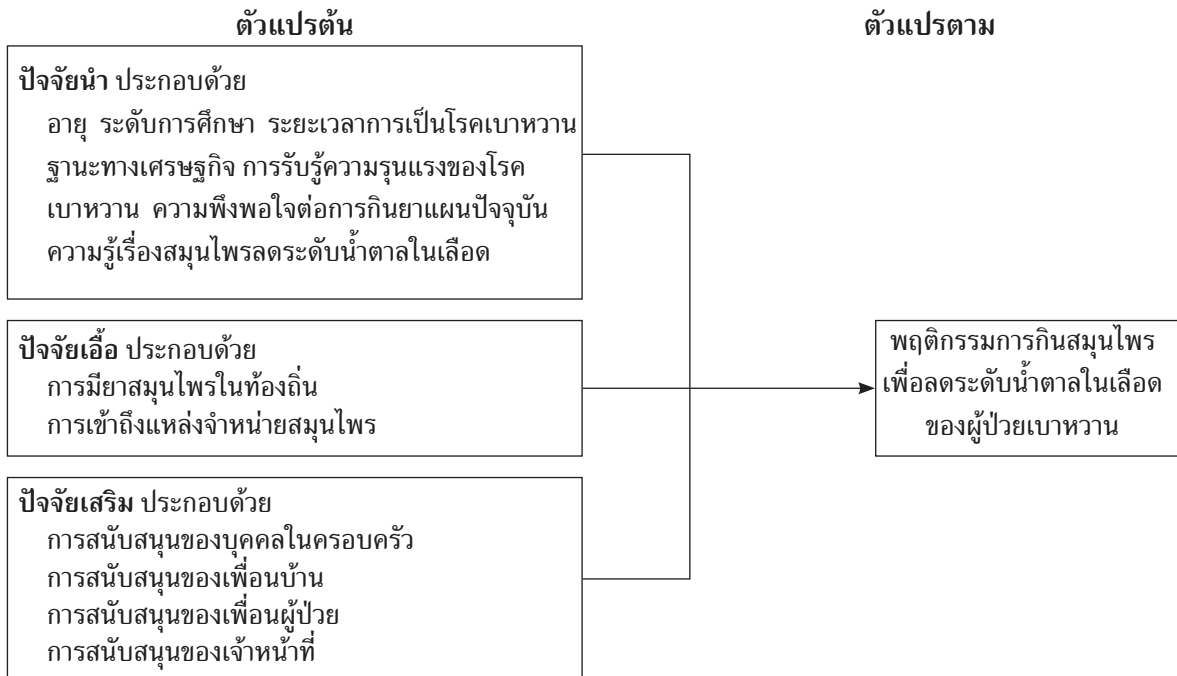 ตัวแปรต้น
ตัวแปรตาม
ปัจจัยนำ ประกอบด้วย
อายุ ระดับการศึกษา ระยะเวลาการเป็นโรคเบาหวาน
ฐานะทางเศรษฐกิจ การรับรู้ความรุนแรงของโรค
เบาหวาน ความพึงพอใจต่อการกินยาแผนปัจจุบัน
ความรู้เรื่องสมุนไพรลดระดับน้ำตาลในเลือด
ปัจจัยเอื้อ ประกอบด้วย
การมียาสมุนไพรในท้องถิ่น
การเข้าถึงแหล่งจำหน่ายสมุนไพร
ปัจจัยเสริม ประกอบด้วย
การสนับสนุนของบุคคลในครอบครัว
การสนับสนุนของเพื่อนบ้าน
การสนับสนุนของเพื่อนผู้ป่วย
การสนับสนุนของเจ้าหน้าที่
พฤติกรรมการกินสมุนไพร
เพื่อลดระดับน้ำตาลในเลือด
ของผู้ป่วยเบาหวาน